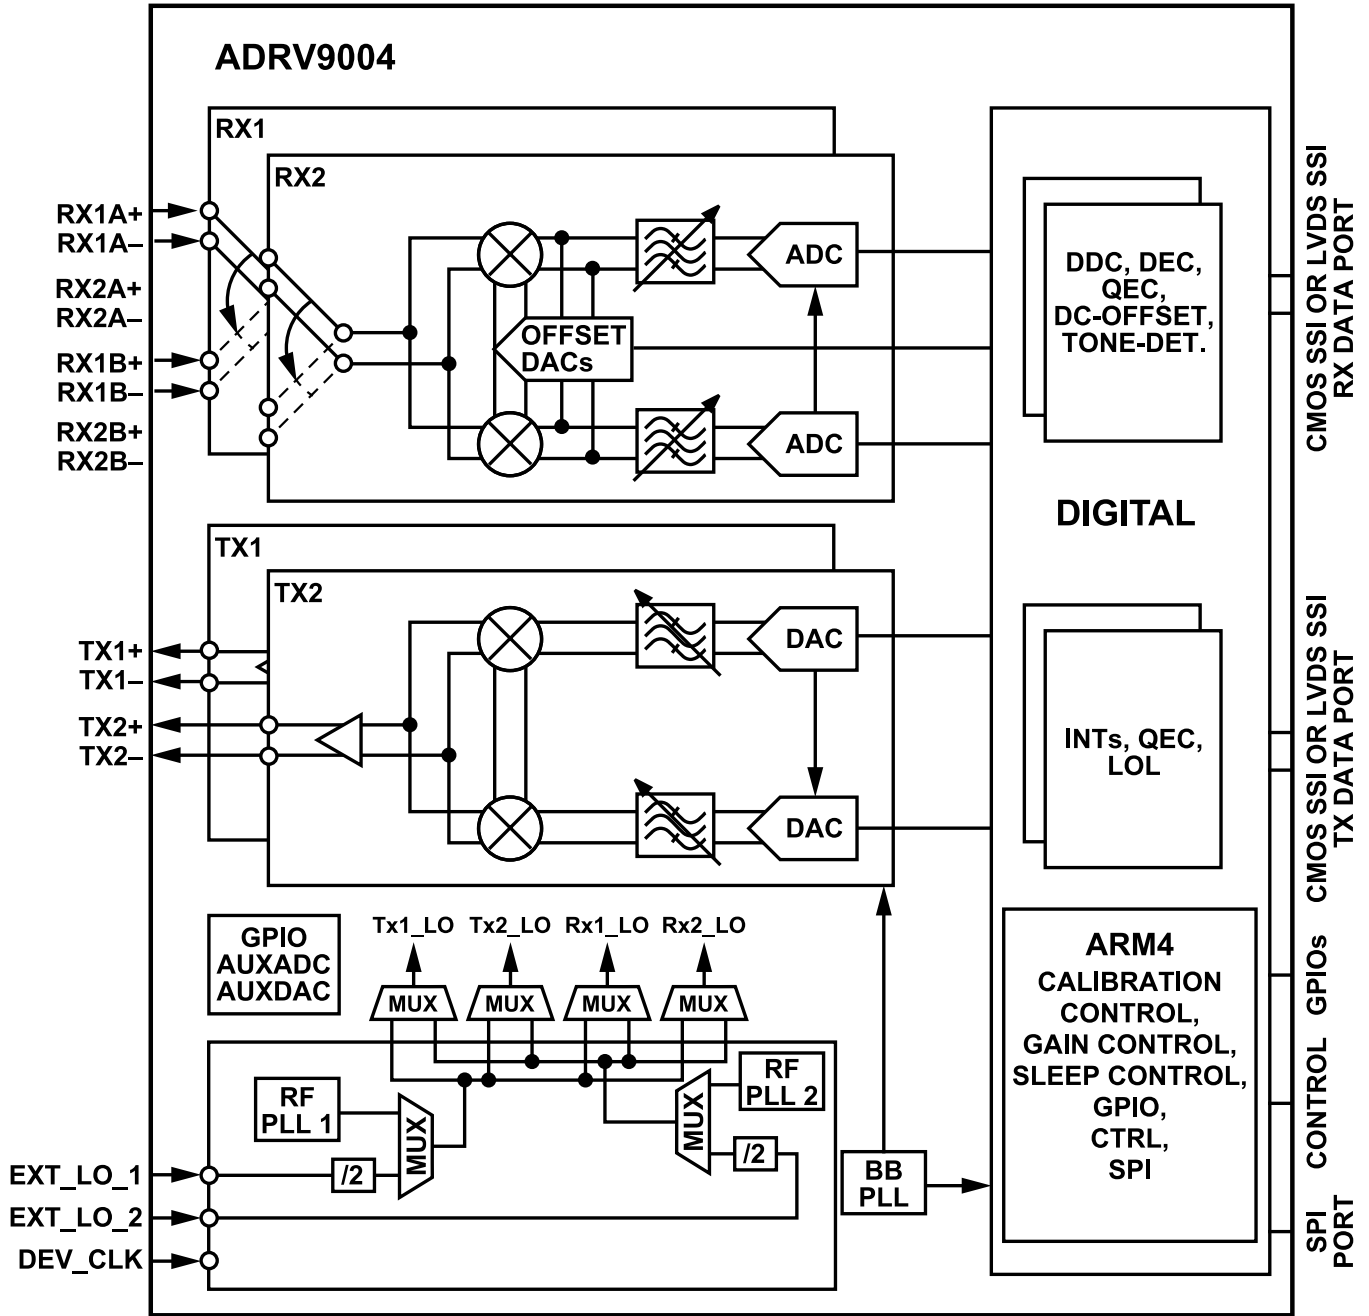 ADRV9004
RX1
RX2
RX1A+
RX1A–
RX2A+
RX2A–
RX1B+
RX1B–
RX2B+
RX2B–
ADC
OFFSET
DACs
ADC
DDC, DEC,
QEC,
DC-OFFSET,
TONE-DET.
CMOS SSI OR LVDS SSI
RX DATA PORT
DIGITAL
TX1
TX2
TX1+
TX1–
TX2+
TX2–
DAC
DAC
INTs, QEC,
LOL
CMOS SSI OR LVDS SSI
TX DATA PORT
GPIO
AUXADC
AUXDAC
Tx1_LO
Tx2_LO
Rx1_LO
Rx2_LO
MUX
MUX
MUX
MUX
RF
PLL 1
MUX
/2
MUX
RF
PLL 2
/2
EXT_LO_1
EXT_LO_2
DEV_CLK
BB
PLL
ARM4
CALIBRATION
CONTROL,
GAIN CONTROL,
SLEEP CONTROL,
GPIO,
CTRL,
SPI
GPIOs
CONTROL
SPI
PORT